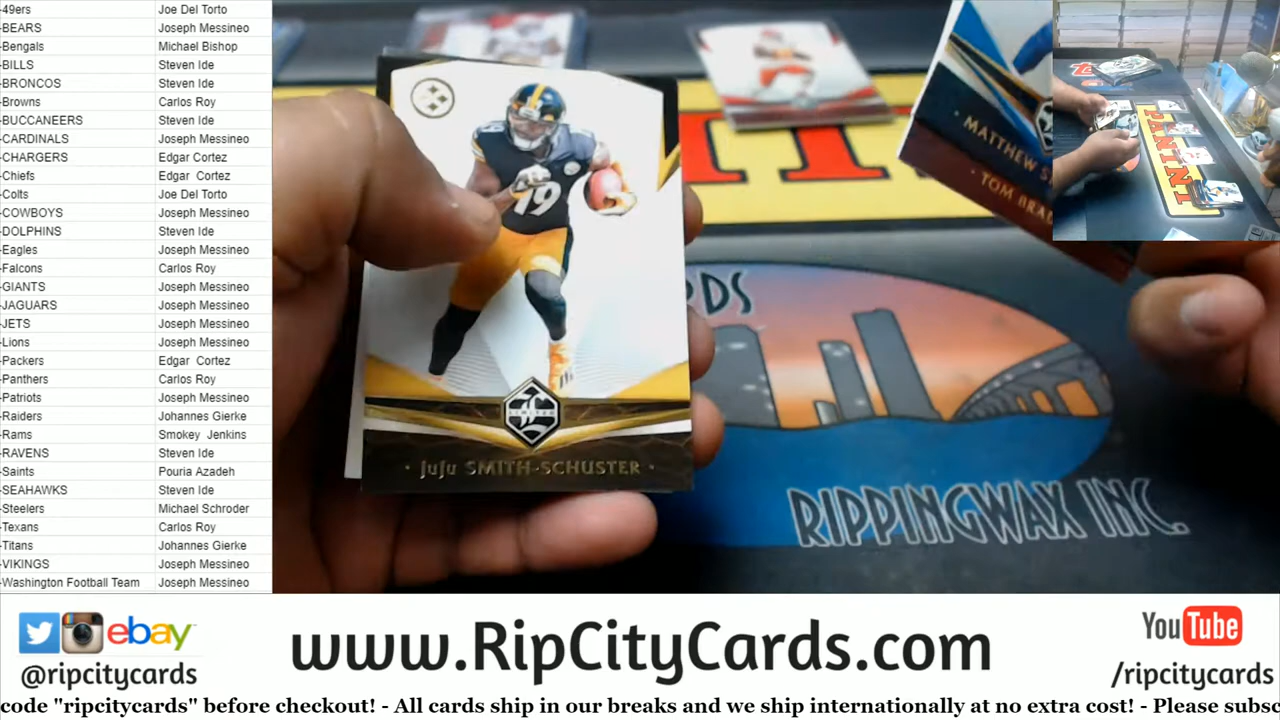 -49ers Joe Del Torto
-BEARS Joseph Messineo
-Bengals Michael Bishop
-BILLS Steven Ide
-BRONCOS Steven Ide
-Browns Carlos Roy
-BUCCANEERS Steven Ide
-CARDINALS Joseph Messineo
-CHARGERS Edgar Cortez
-Chiefs Edgar Cortez
-Colts Joe Del Torto
-COWBOYS Joseph Messineo
-DOLPHINS Steven Ide
-Eagles Joseph Messineo
-Falcons Carlos Roy
-GIANTS Joseph Messineo
-JAGUARS Joseph Messineo
-JETS Joseph Messineo
-Lions Joseph Messineo
-Packers Edgar Cortez
-Panthers Carlos Roy
-Patriots Joseph Messineo
-Raiders Johannes Gierke
-Rams Smokey Jenkins
-RAVENS Steven Ide
-Saints Pouria Azadeh
-SEAHAWKS Steven Ide
-Steelers Michael Schroder
-Texans Carlos Roy
-Titans Johannes Gierke
-VIKINGS Joseph Messineo
-Washington Football Team Joseph Messineo
19
LIMITED
· JuJu SMITH-SCHUSTER ·
· MATTHEW S
· TOM BRA
PANINI
RDS
RIPPINGWAX INC.
ebay
@ripcitycards
www.RipCityCards.com
YouTube
/ripcitycards
code "ripcitycards" before checkout! - All cards ship in our breaks and we ship internationally at no extra cost! - Please subsc